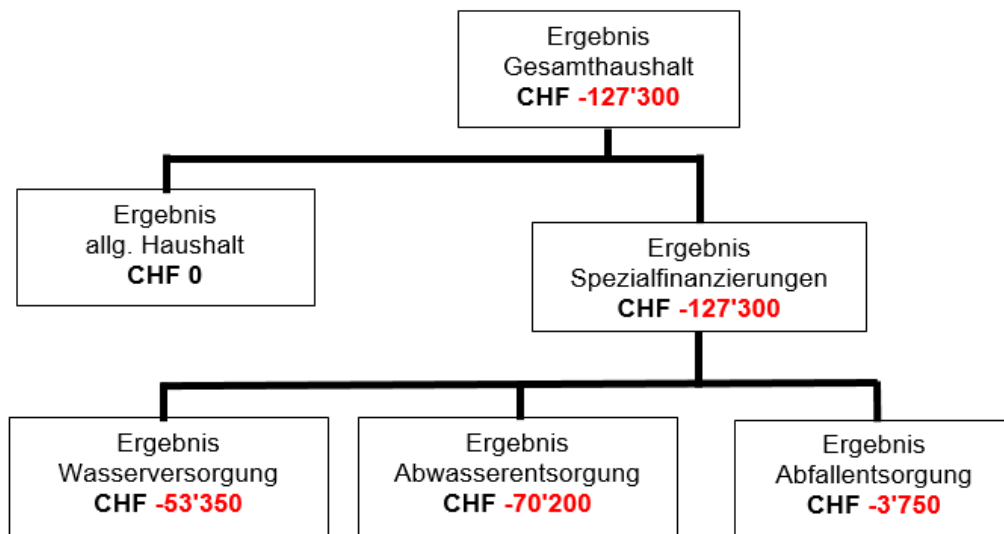 Ergebnis
Gesamthaushalt
CHF -127'300
Ergebnis
allg. Haushalt
CHF 0
Ergebnis
Spezialfinanzierungen
CHF -127'300
Ergebnis
Wasserversorgung
CHF -53'350
Ergebnis
Abwasserentsorgung
CHF -70'200
Ergebnis
Abfallentsorgung
CHF -3'750